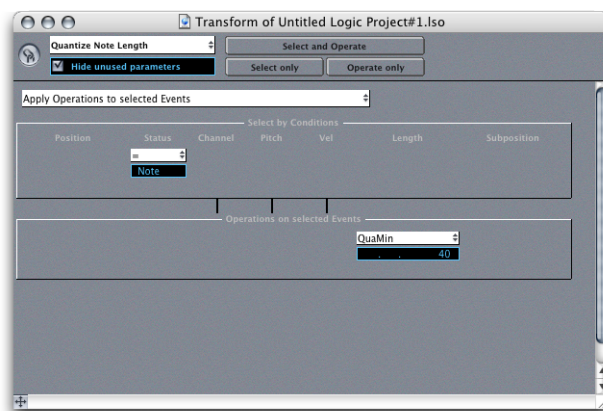 Transform of Untitled Logic Project#1.lso
Quantize Note Length
Select and Operate
Hide unused parameters
Select only
Operate only
Apply Operations to selected Events
Select by Conditions
Position Status Channel Pitch Vel Length Subposition
=
Note
Operations on selected Events
QuaMin
. . 40